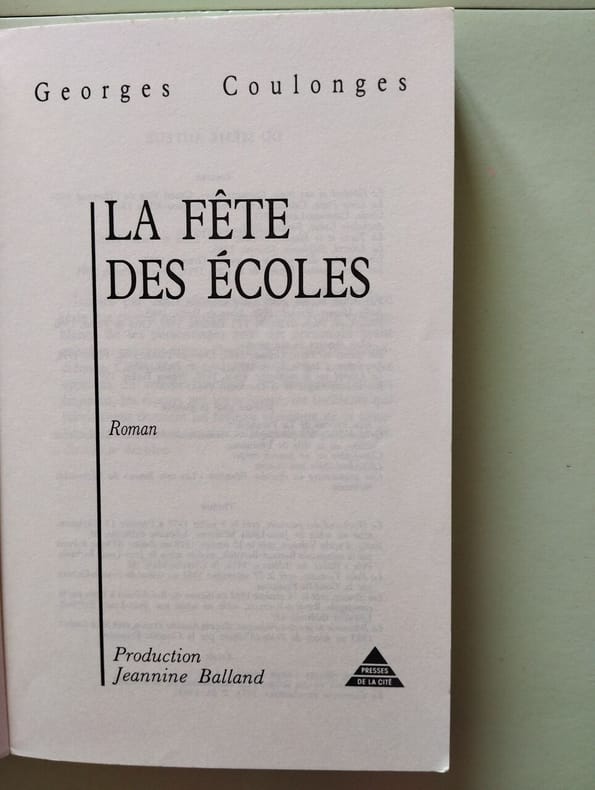 Georges Coulonges
LA FÊTE
DES ÉCOLES
Roman
Production
Jeannine Balland
PRESSES
DE LA CITÉ